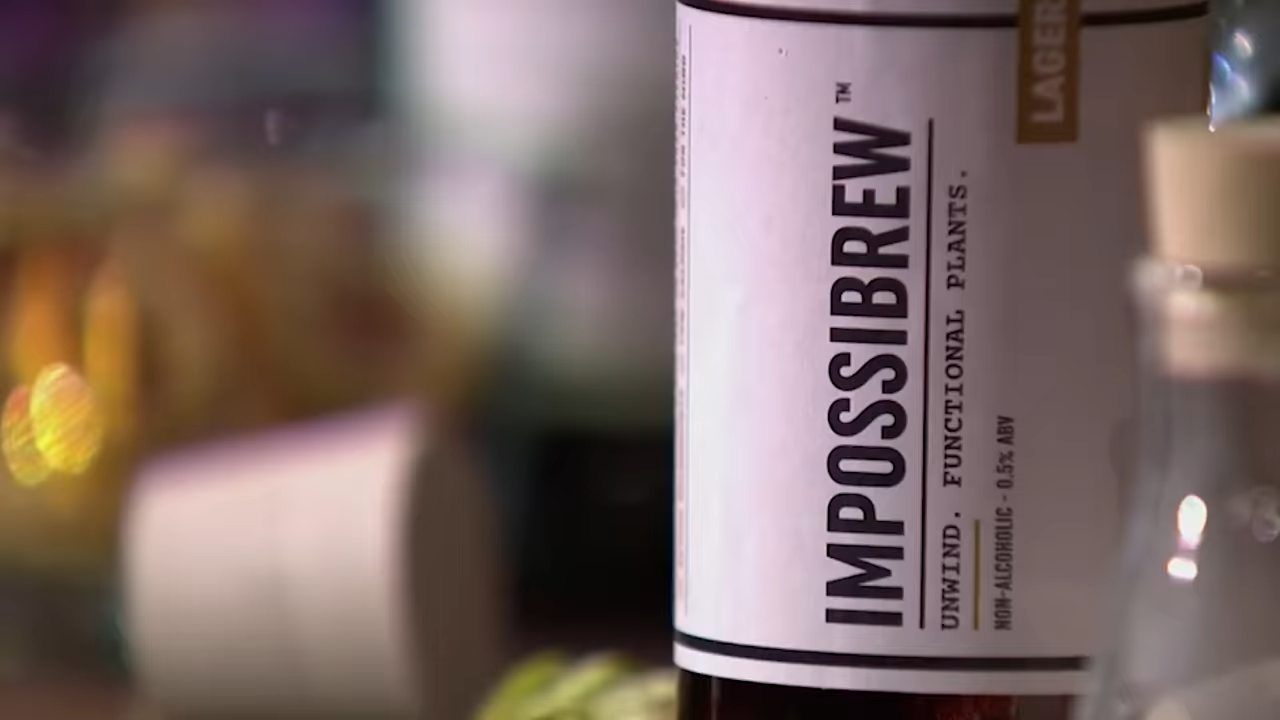 IMPOSSIBREW™
UNWIND. FUNCTIONAL PLANTS.
NON-ALCOHOLIC - 0.5% ABV
LAGER